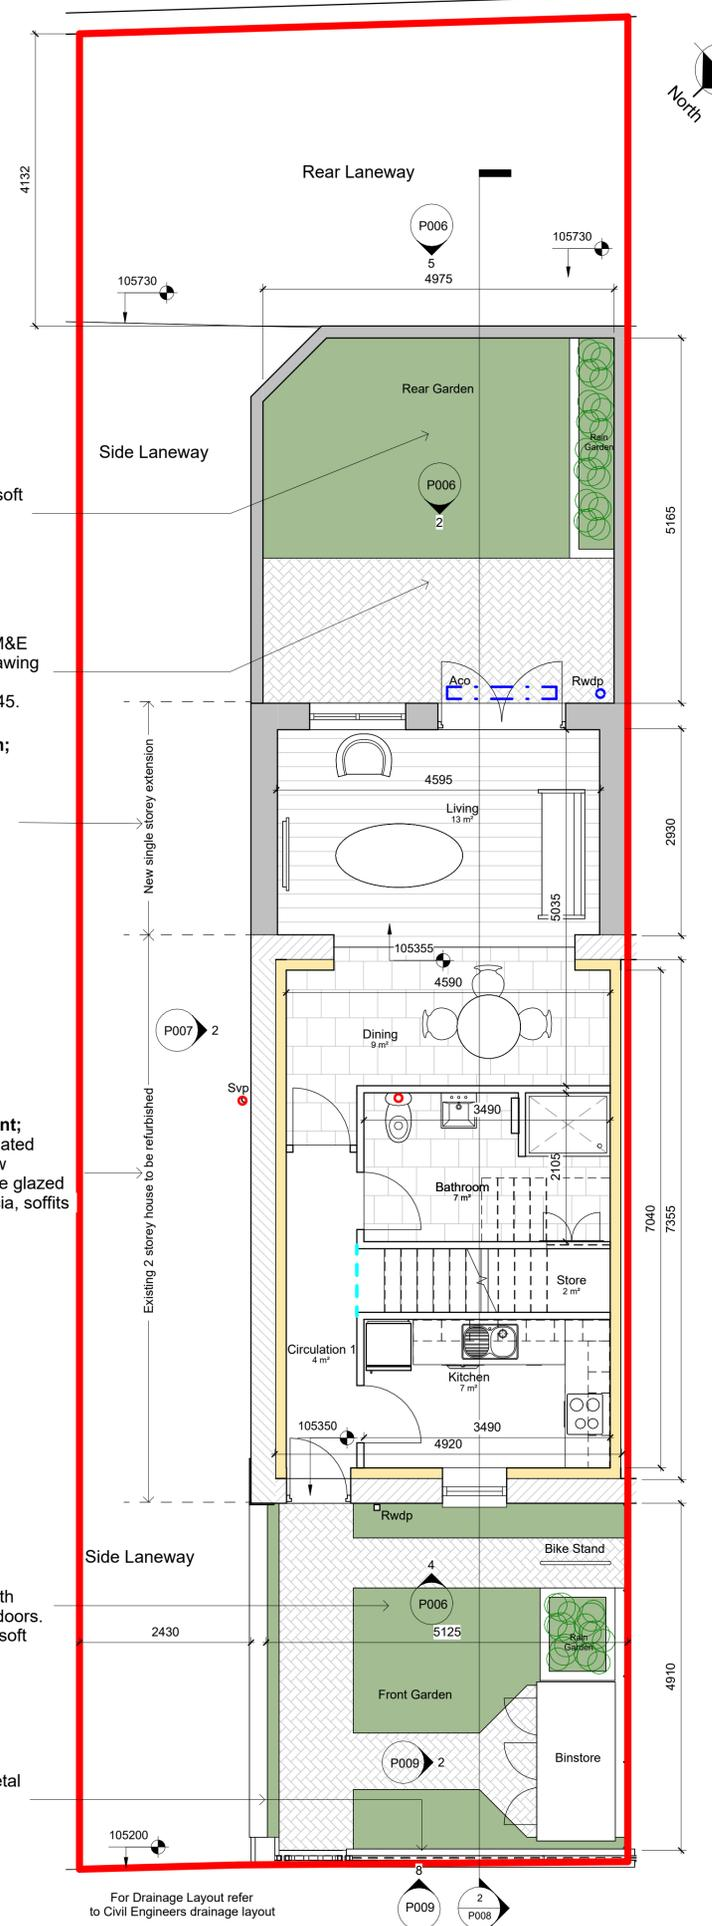 4132
Rear Laneway
North
P006
5
105730
105730
4975
Rear Garden
Rain
Garden
Side Laneway
P006
2
soft
5165
M&E
awing
45.
n;
Aco
Rwdp
New single storey extension
4595
Living
13 m²
2930
5035
105355
4590
P007
2
Dining
9 m²
Svp
3490
nt;
ated
w
e glazed
ia, soffits
Existing 2 storey house to be refurbished
Bathroom
7 m²
2105
7040
7355
Store
2 m²
Circulation 1
4 m²
Kitchen
7 m²
105350
3490
4920
Rwdp
Side Laneway
Bike Stand
4
P006
th
doors.
soft
2430
5125
Rain
Garden
4910
Front Garden
P009
2
Binstore
etal
105200
8
P009
2
P008
For Drainage Layout refer
to Civil Engineers drainage layout